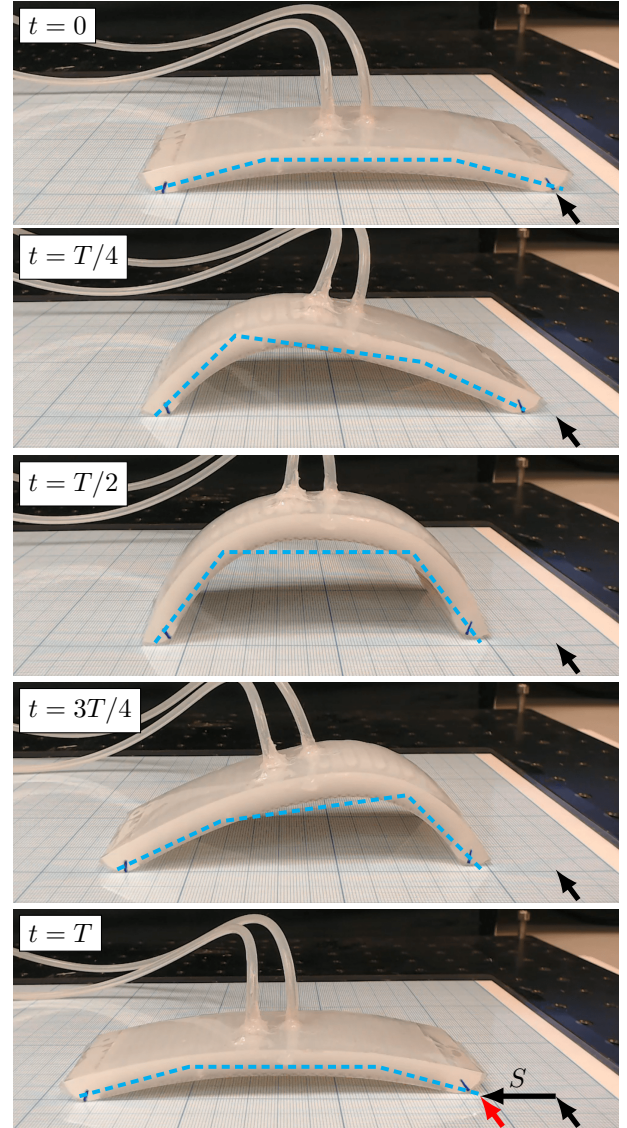 t = 0
t = T/4
t = T/2
t = 3T/4
t = T
S